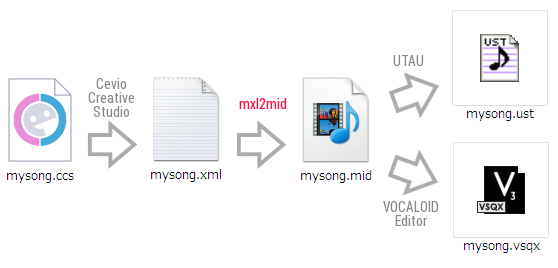 Cevio
Creative
Studio
mxl2mid
UTAU
UST
mysong.ust
mysong.ccs
mysong.xml
mysong.mid
VOCALOID
Editor
V
3
VSQX
mysong.vsqx